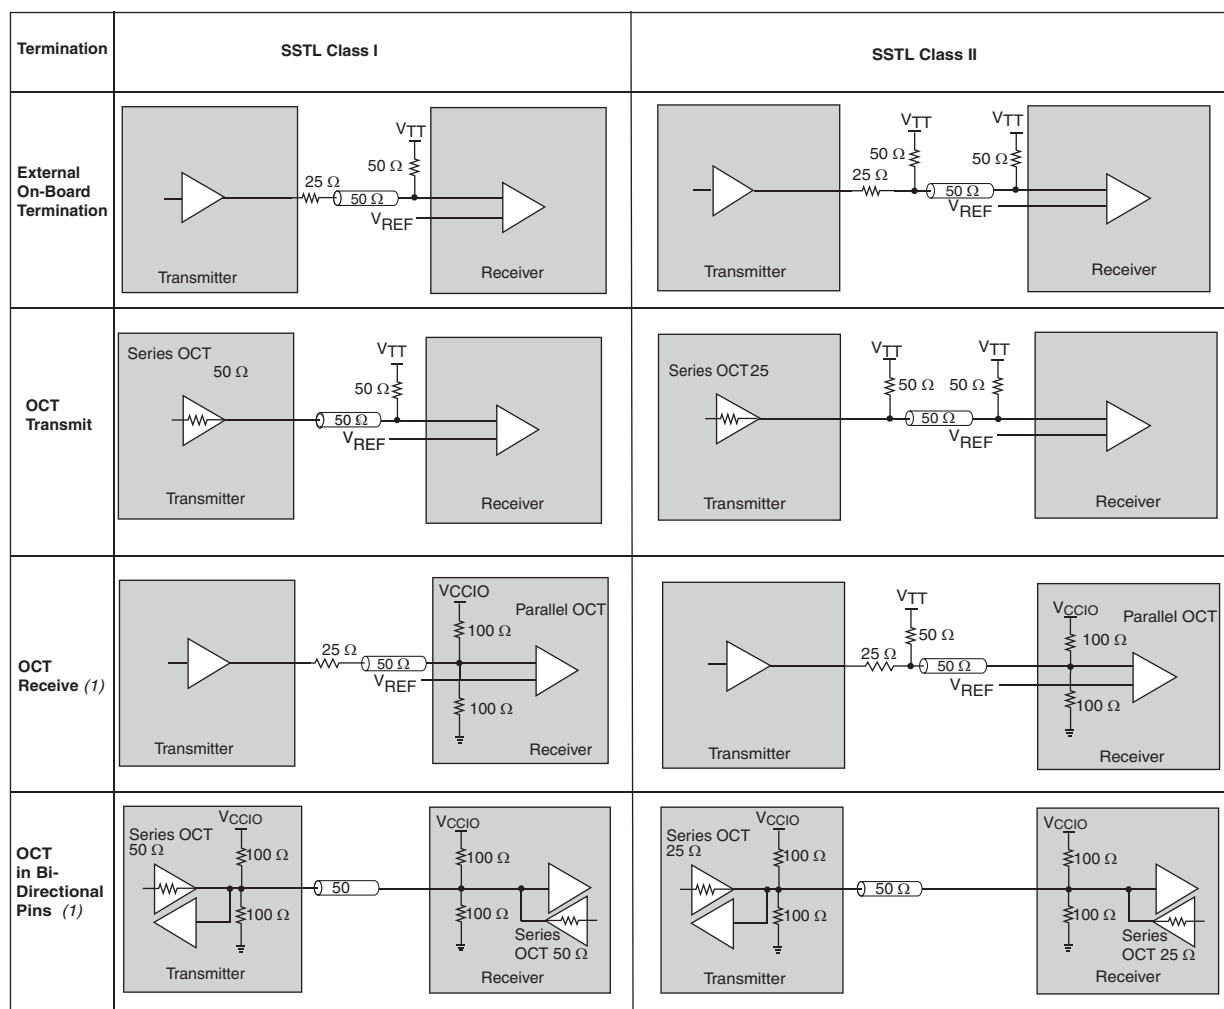 Termination
SSTL Class I
SSTL Class II
External
On-Board
Termination
VTT
50 Ω
25 Ω
50 Ω
VREF
Transmitter
Receiver
VTT
VTT
50 Ω
50 Ω
25 Ω
50 Ω
VREF
Transmitter
Receiver
OCT
Transmit
Series OCT
50 Ω
VTT
50 Ω
50 Ω
VREF
Transmitter
Receiver
Series OCT25
VTT
VTT
50 Ω
50 Ω
50 Ω
VREF
Transmitter
Receiver
OCT
Receive (1)
VCCIO
Parallel OCT
100 Ω
25 Ω
50 Ω
VREF
100 Ω
Transmitter
Receiver
VTT
VCCIO
Parallel OCT
50 Ω
100 Ω
25 Ω
50 Ω
VREF
100 Ω
Transmitter
Receiver
OCT
in Bi-
Directional
Pins (1)
Series OCT
50 Ω
VCCIO
100 Ω
100 Ω
50
VCCIO
100 Ω
100 Ω
Series
OCT 50 Ω
Transmitter
Receiver
Series OCT
25 Ω
VCCIO
100 Ω
100 Ω
50 Ω
VCCIO
100 Ω
100 Ω
Series
OCT 25 Ω
Transmitter
Receiver